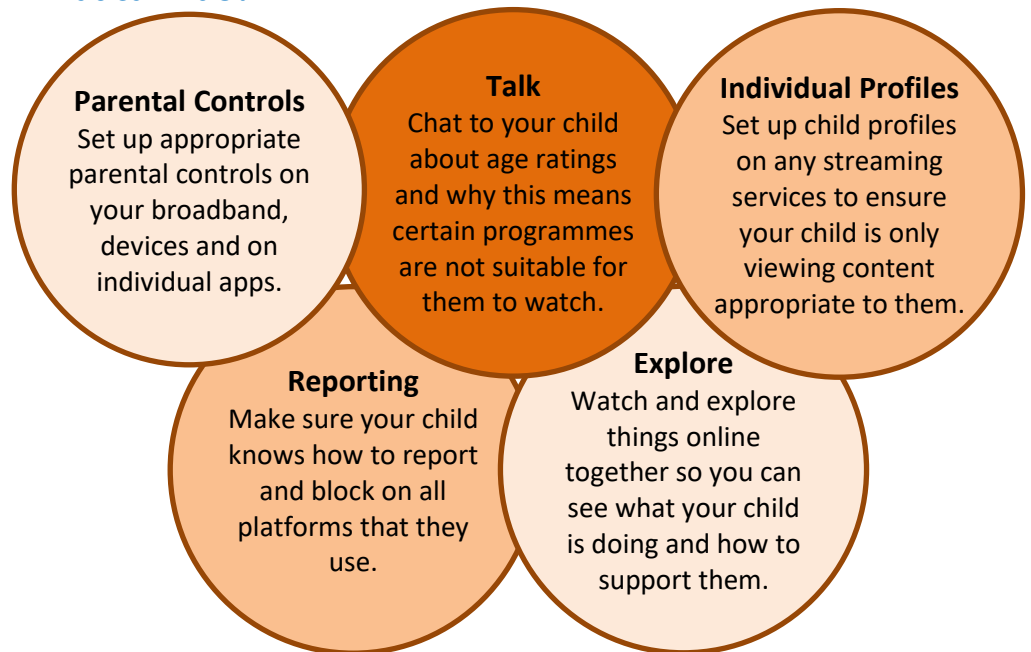 Parental Controls
Set up appropriate
parental controls on
your broadband,
devices and on
individual apps.
Talk
Chat to your child
about age ratings
and why this means
certain programmes
are not suitable for
them to watch.
Individual Profiles
Set up child profiles
on any streaming
services to ensure
your child is only
viewing content
appropriate to them.
Reporting
Make sure your child
knows how to report
and block on all
platforms that they
use.
Explore
Watch and explore
things online
together so you can
see what your child
is doing and how to
support them.